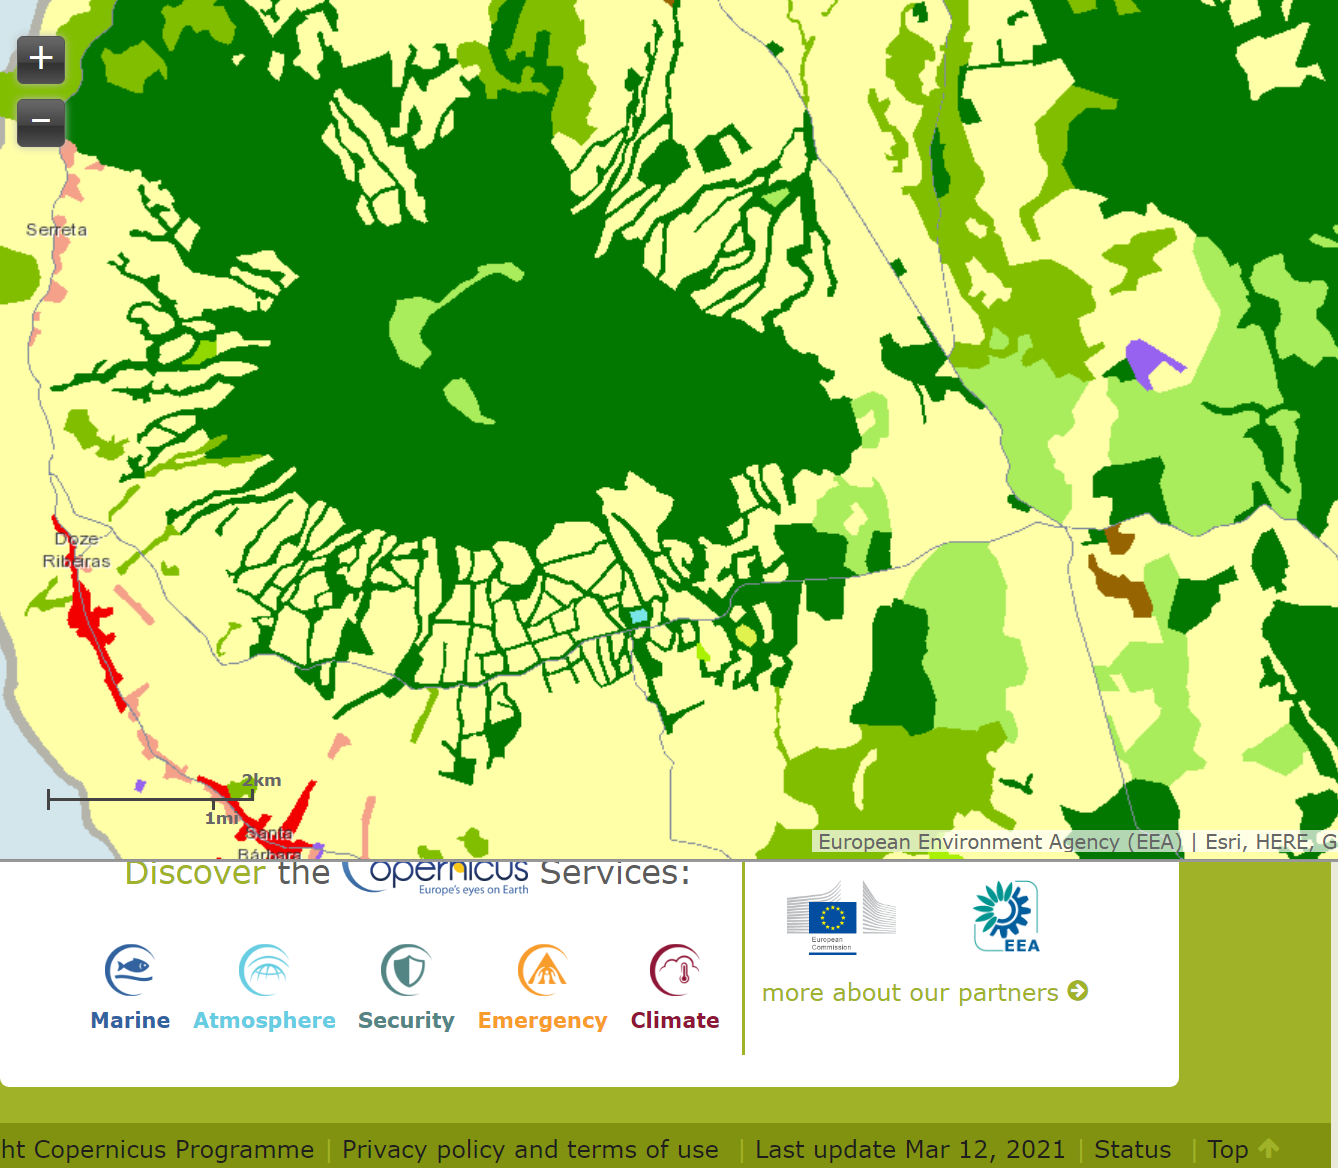 +
−
Serreta
Doze
Ribeiras
2km
1mi
Santa
Bárbara
European Environment Agency (EEA) | Esri, HERE, G
Discover the opernicus Services:
Europe's eyes on Earth
European
Commission
EEA
more about our partners
Marine Atmosphere Security Emergency Climate
ht Copernicus Programme | Privacy policy and terms of use | Last update Mar 12, 2021 | Status | Top